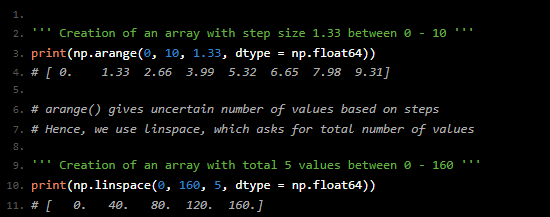 1.
2. ''' Creation of an array with step size 1.33 between 0 - 10 '''
3. print(np.arange(0, 10, 1.33, dtype = np.float64))
4. # [ 0.    1.33  2.66  3.99  5.32  6.65  7.98  9.31]
5.
6. # arange() gives uncertain number of values based on steps
7. # Hence, we use linspace, which asks for total number of values
8.
9. ''' Creation of an array with total 5 values between 0 - 160 '''
10. print(np.linspace(0, 160, 5, dtype = np.float64))
11. # [   0.   40.   80.  120.  160.]